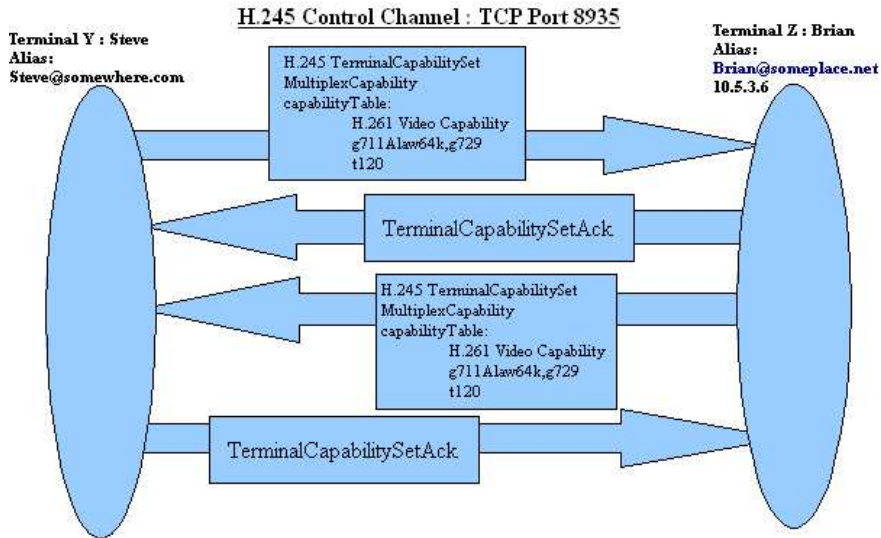 H.245 Control Channel : TCP Port 8935
Terminal Y : Steve
Alias:
Steve@somewhere.com
Terminal Z : Brian
Alias:
Brian@someplace.net
10.5.3.6
H.245 TerminalCapabilitySet
MultiplexCapability
capabilityTable:
H.261 Video Capability
g711Alaw64k,g729
t120
TerminalCapabilitySetAck
H.245 TerminalCapabilitySet
MultiplexCapability
capabilityTable:
H.261 Video Capability
g711Alaw64k,g729
t120
TerminalCapabilitySetAck